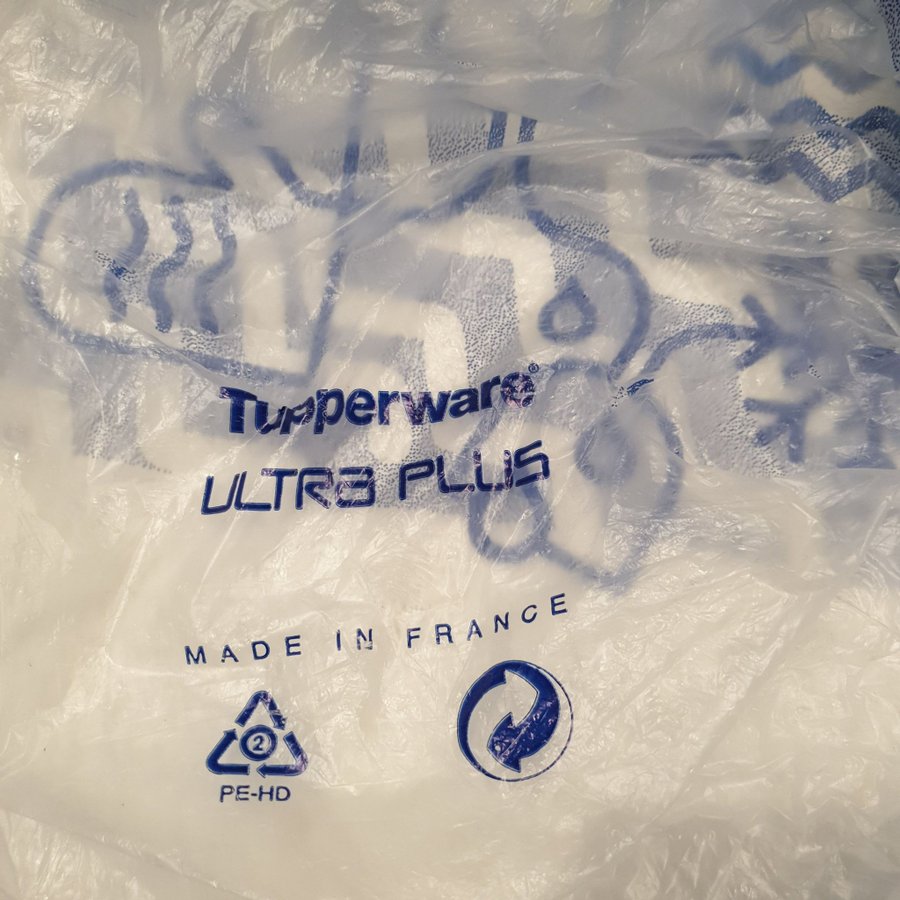 Tupperware®
ULTRA PLUS
MADE IN FRANCE
2
PE-HD